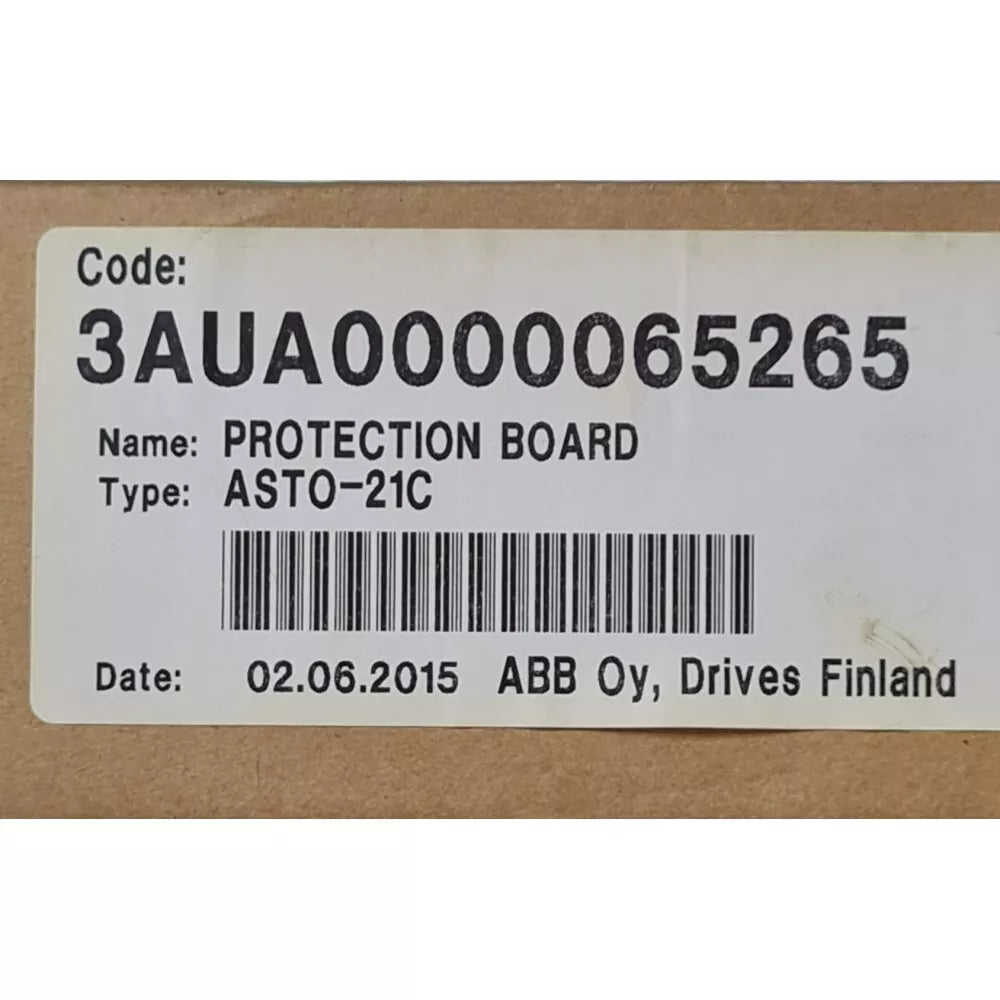 Code:
3AUA0000065265
Name: PROTECTION BOARD
Type: ASTO-21C
Date: 02.06.2015 ABB Oy, Drives Finland